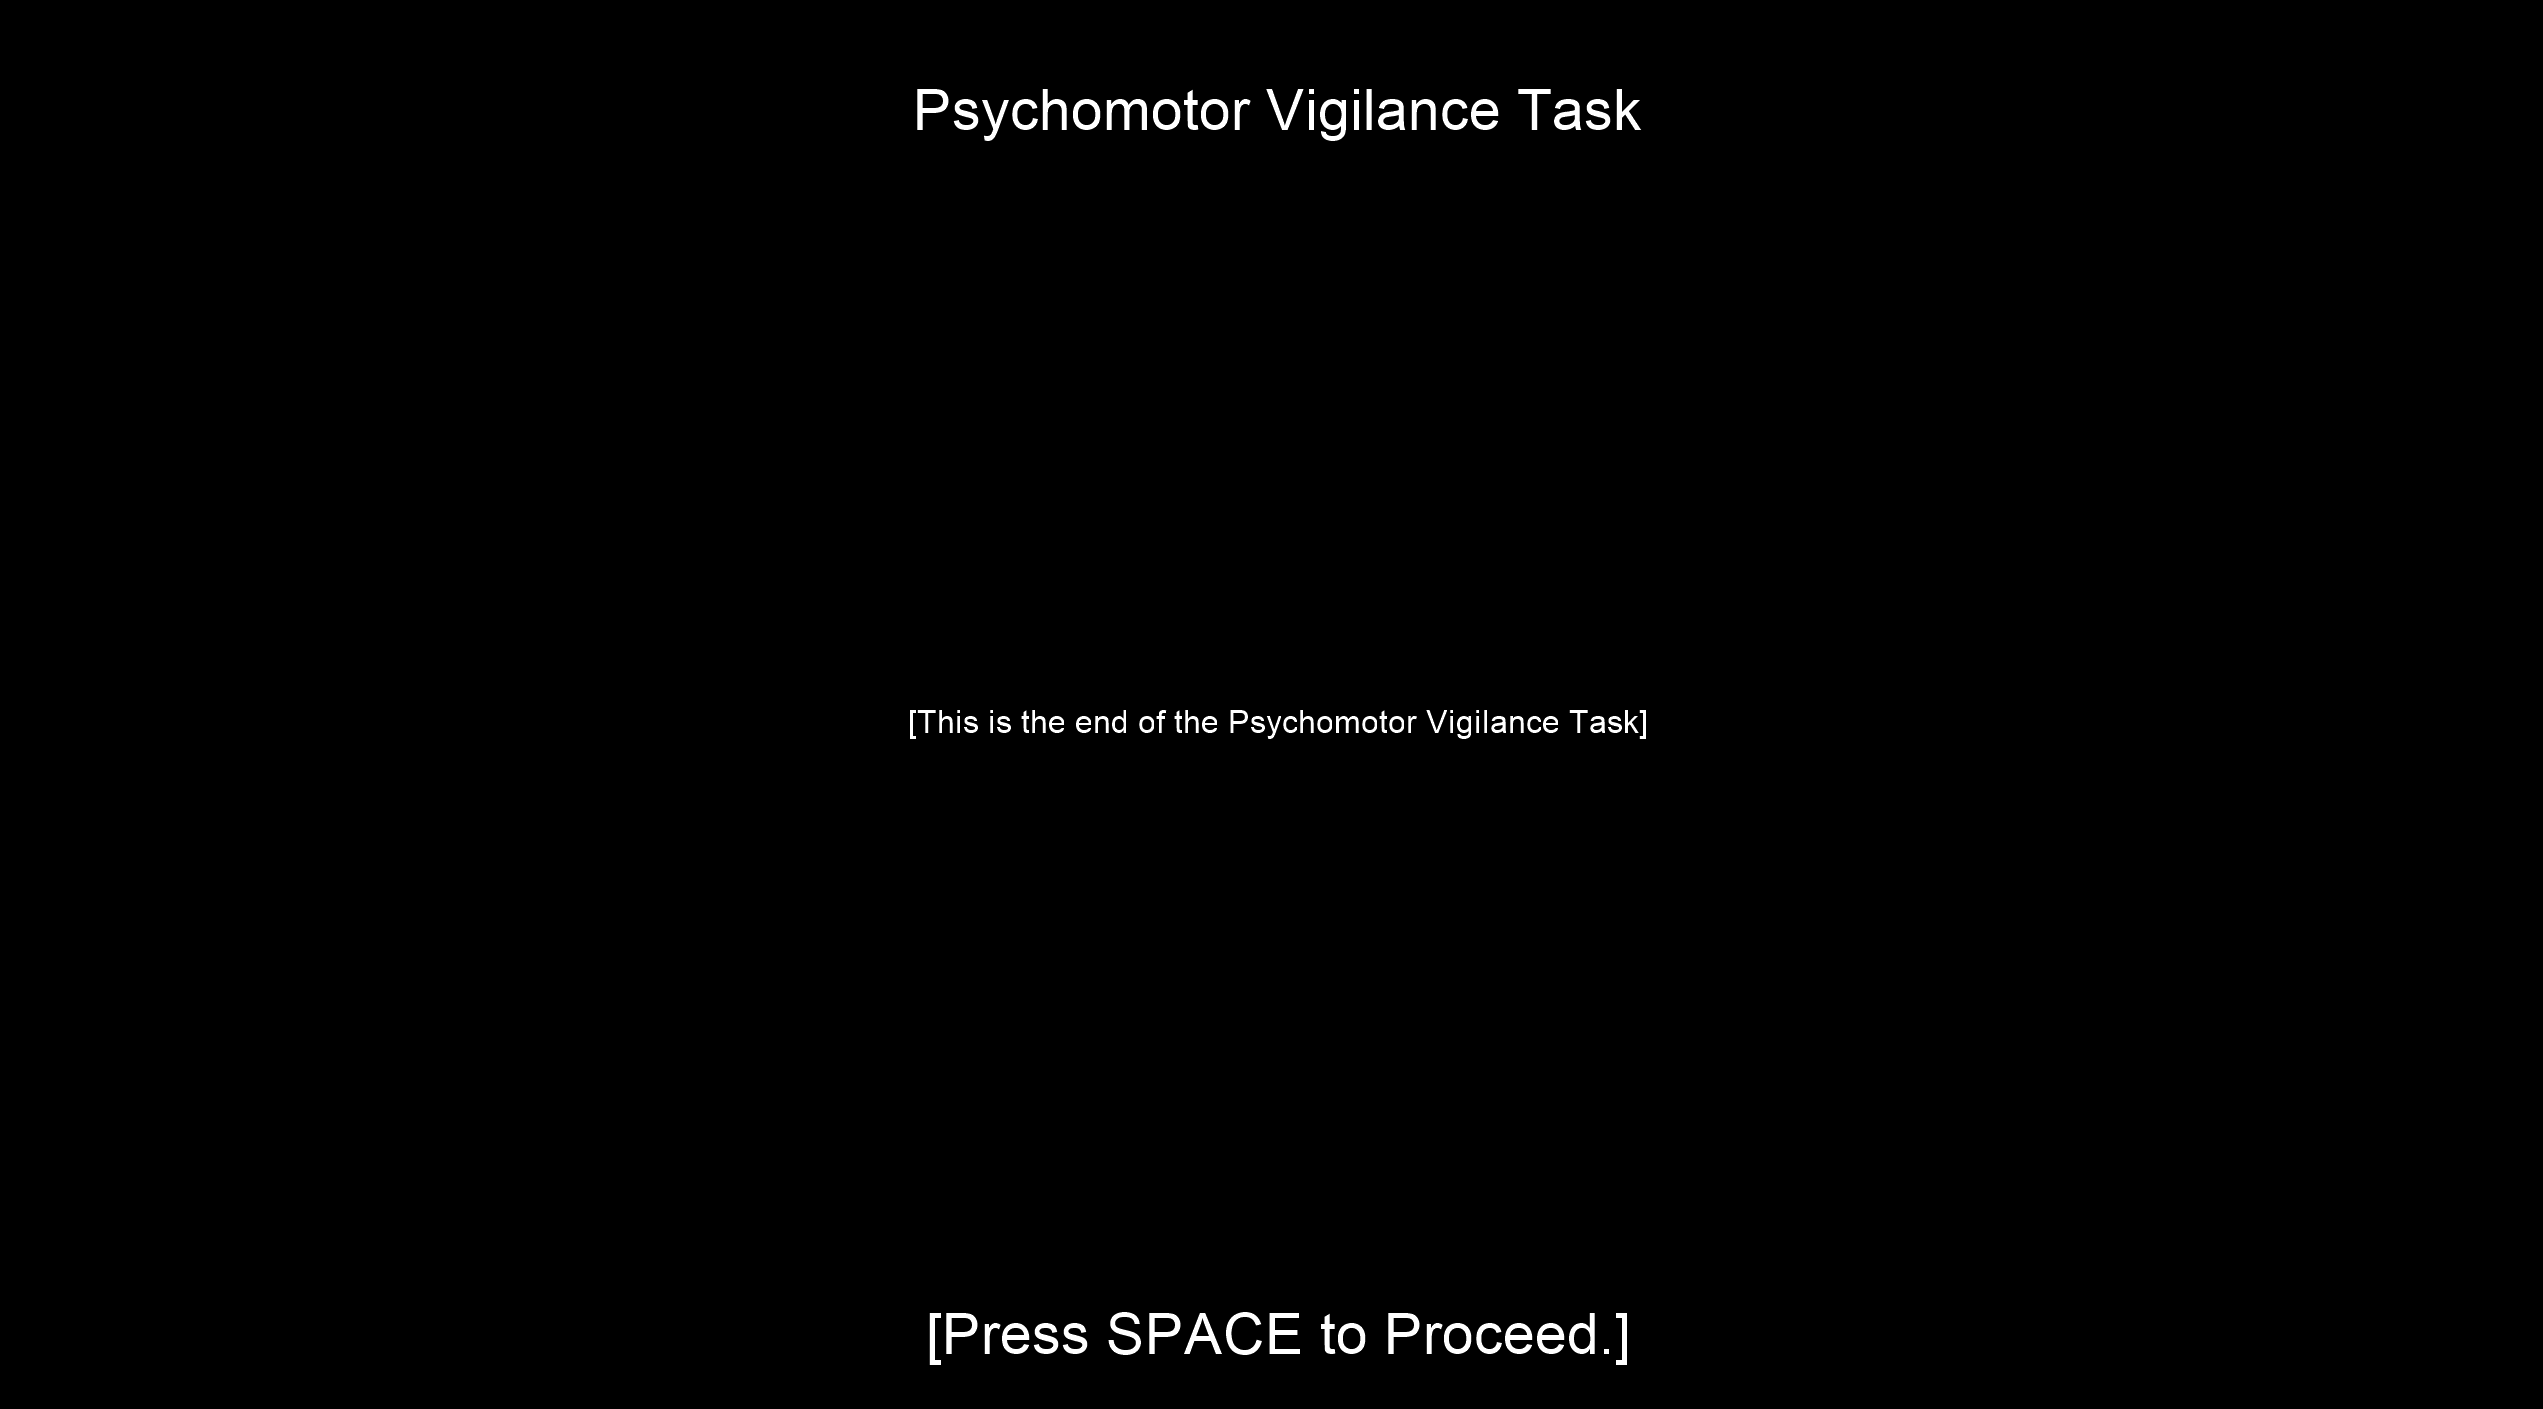 Psychomotor Vigilance Task
[This is the end of the Psychomotor Vigilance Task]
[Press SPACE to Proceed.]